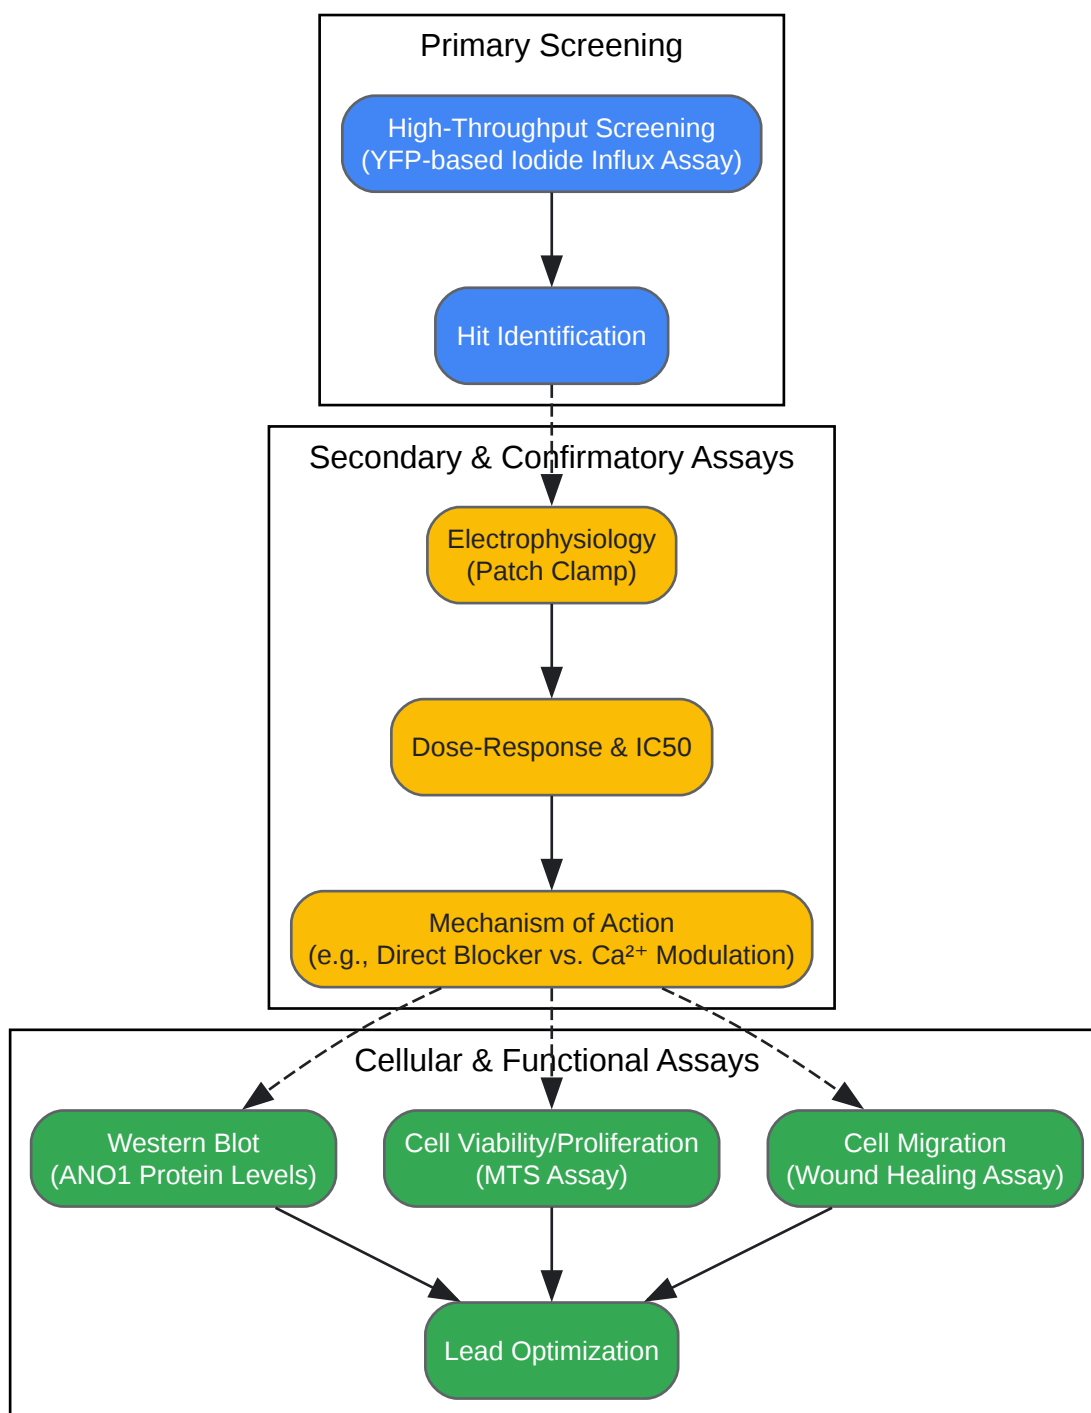 Primary Screening
High-Throughput Screening
(YFP-based Iodide Influx Assay)
Hit Identification
Secondary & Confirmatory Assays
Electrophysiology
(Patch Clamp)
Dose-Response & IC50
Mechanism of Action
(e.g., Direct Blocker vs. Ca²⁺ Modulation)
Cellular & Functional Assays
Western Blot
(ANO1 Protein Levels)
Cell Viability/Proliferation
(MTS Assay)
Cell Migration
(Wound Healing Assay)
Lead Optimization